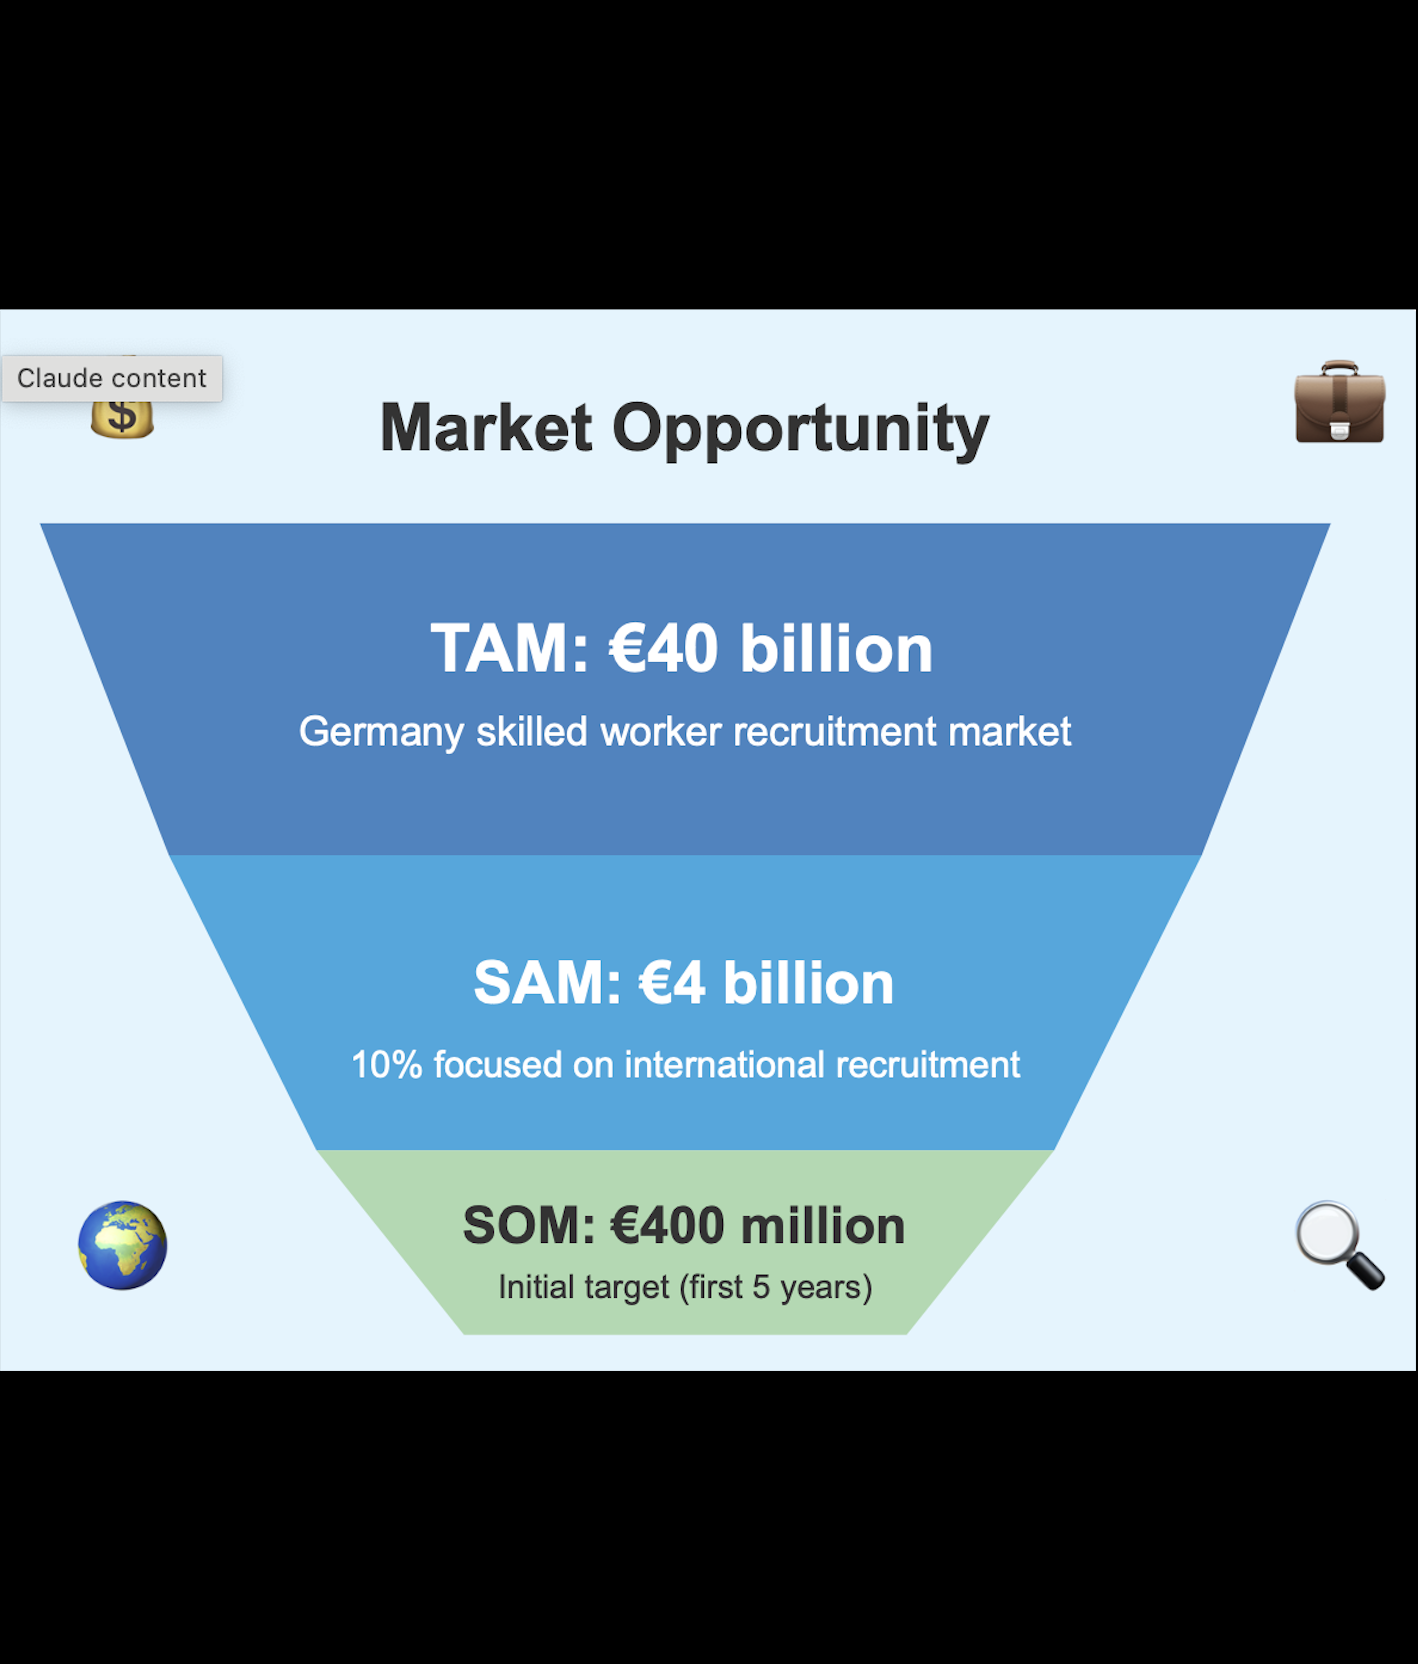 Claude content
$
Market Opportunity
TAM: €40 billion
Germany skilled worker recruitment market
SAM: €4 billion
10% focused on international recruitment
SOM: €400 million
Initial target (first 5 years)